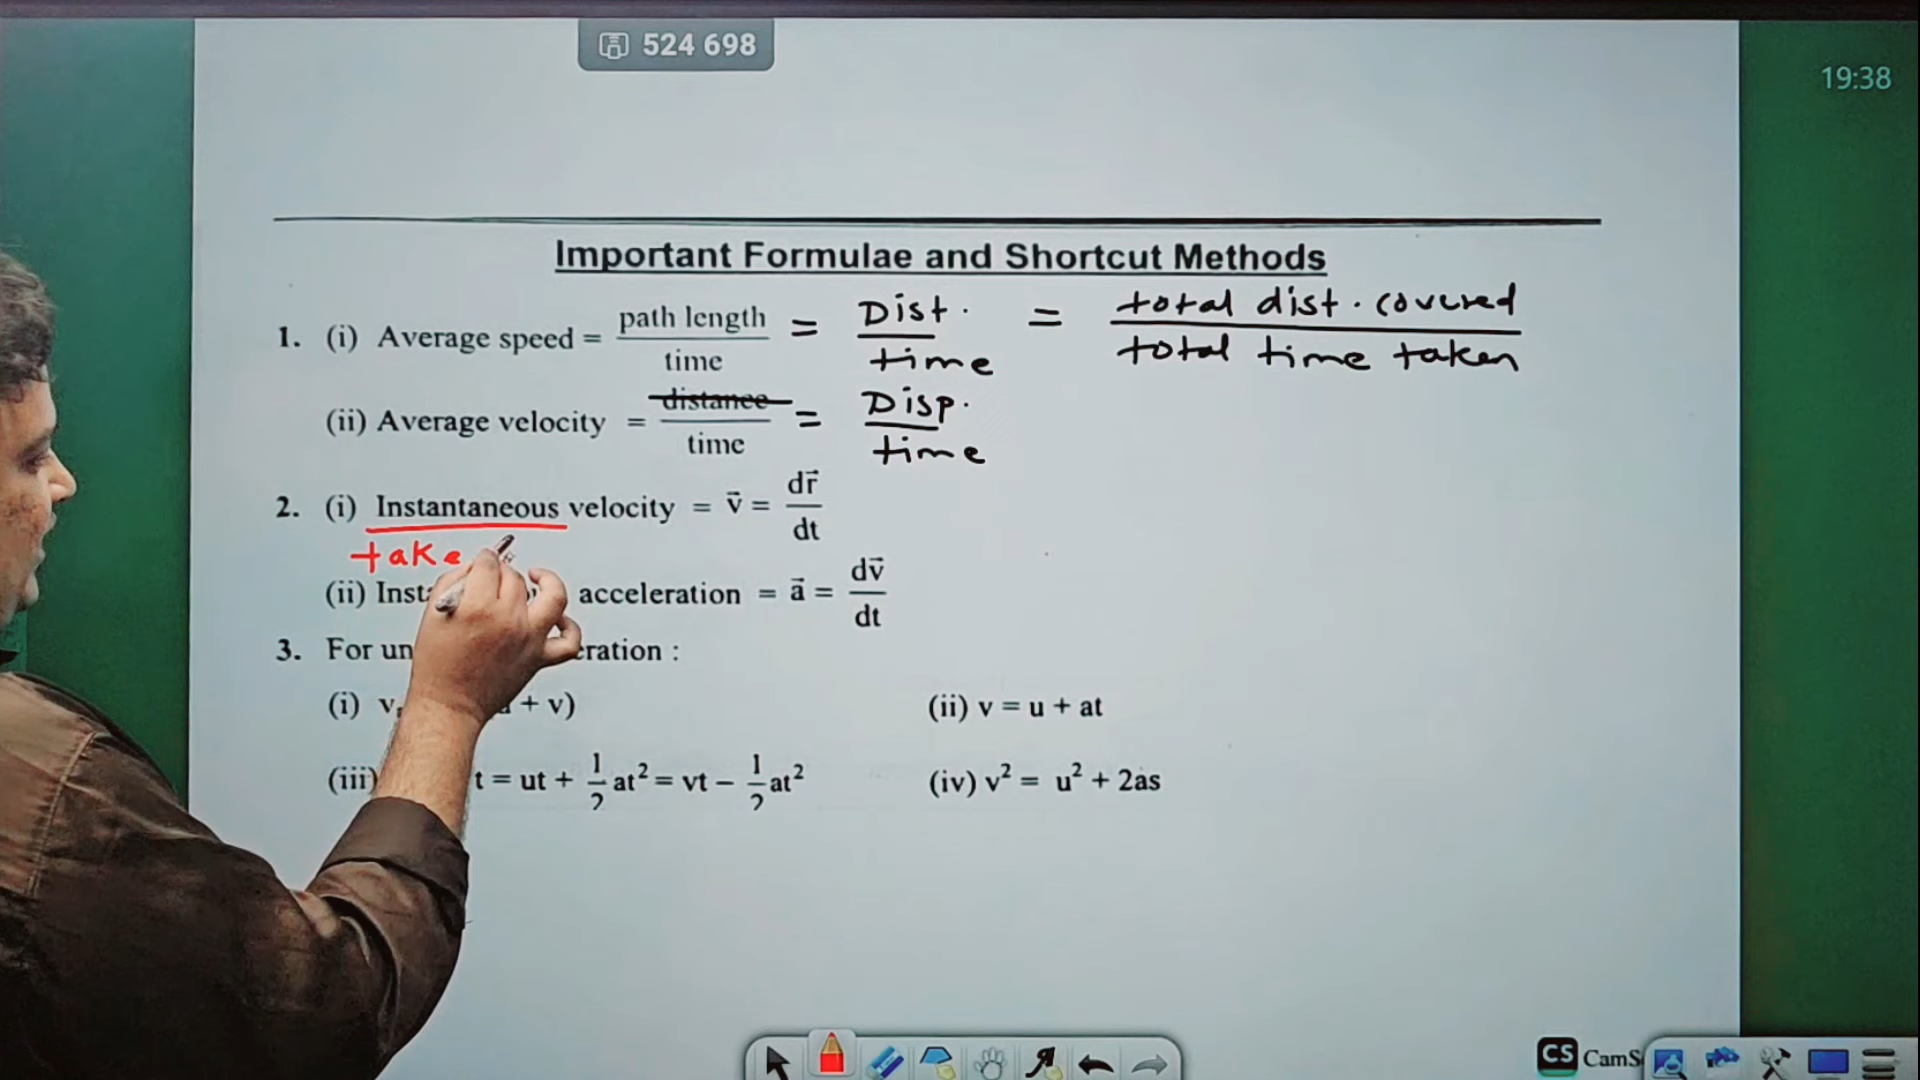 524 698
19:38
Important Formulae and Shortcut Methods
1. (i) Average speed = path length / time = Dist. / time = total dist. covered / total time taken
(ii) Average velocity = distance / time = Disp. / time
2. (i) Instantaneous velocity = v⃗ = dr⃗ / dt
take
(ii) acceleration = a⃗ = dv⃗ / dt
3. For :
(i) + v) (ii) v = u + at
(iii) t = ut + 1/2 at² = vt – 1/2 at² (iv) v² = u² + 2as
CS